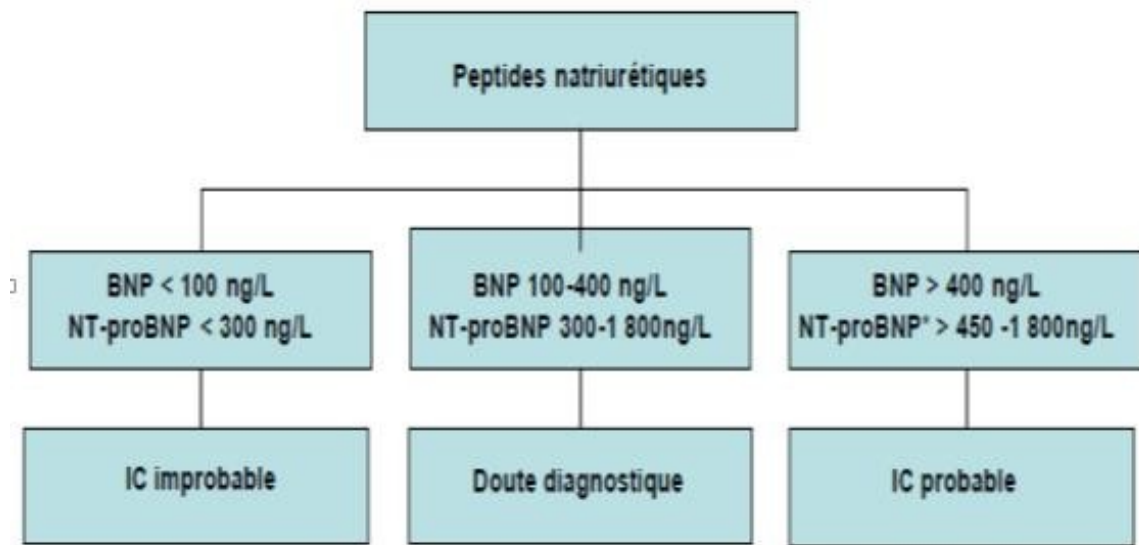 Peptides natriurétiques
BNP < 100 ng/L
NT-proBNP < 300 ng/L
BNP 100-400 ng/L
NT-proBNP 300-1 800ng/L
BNP > 400 ng/L
NT-proBNP* > 450 -1 800ng/L
IC improbable
Doute diagnostique
IC probable